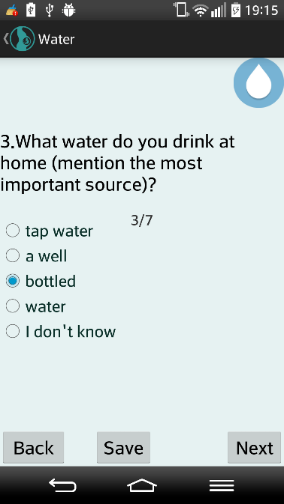 19:15
Water
3.What water do you drink at
home (mention the most
important source)?
3/7
tap water
a well
bottled
water
I don't know
Back Save Next